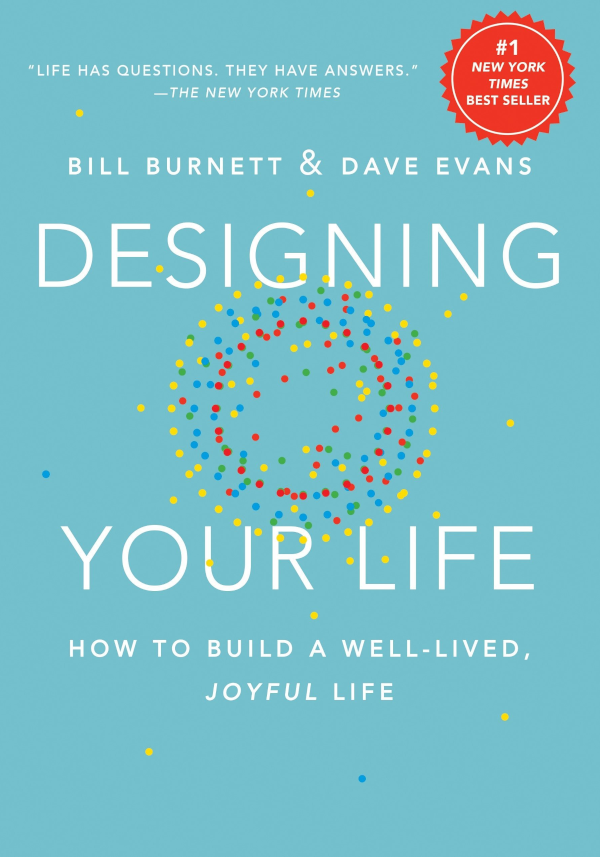 "LIFE HAS QUESTIONS. THEY HAVE ANSWERS."
—THE NEW YORK TIMES
#1
NEW YORK
TIMES
BEST SELLER
BILL BURNETT & DAVE EVANS
DESIGNING
YOUR LIFE
HOW TO BUILD A WELL-LIVED,
JOYFUL LIFE